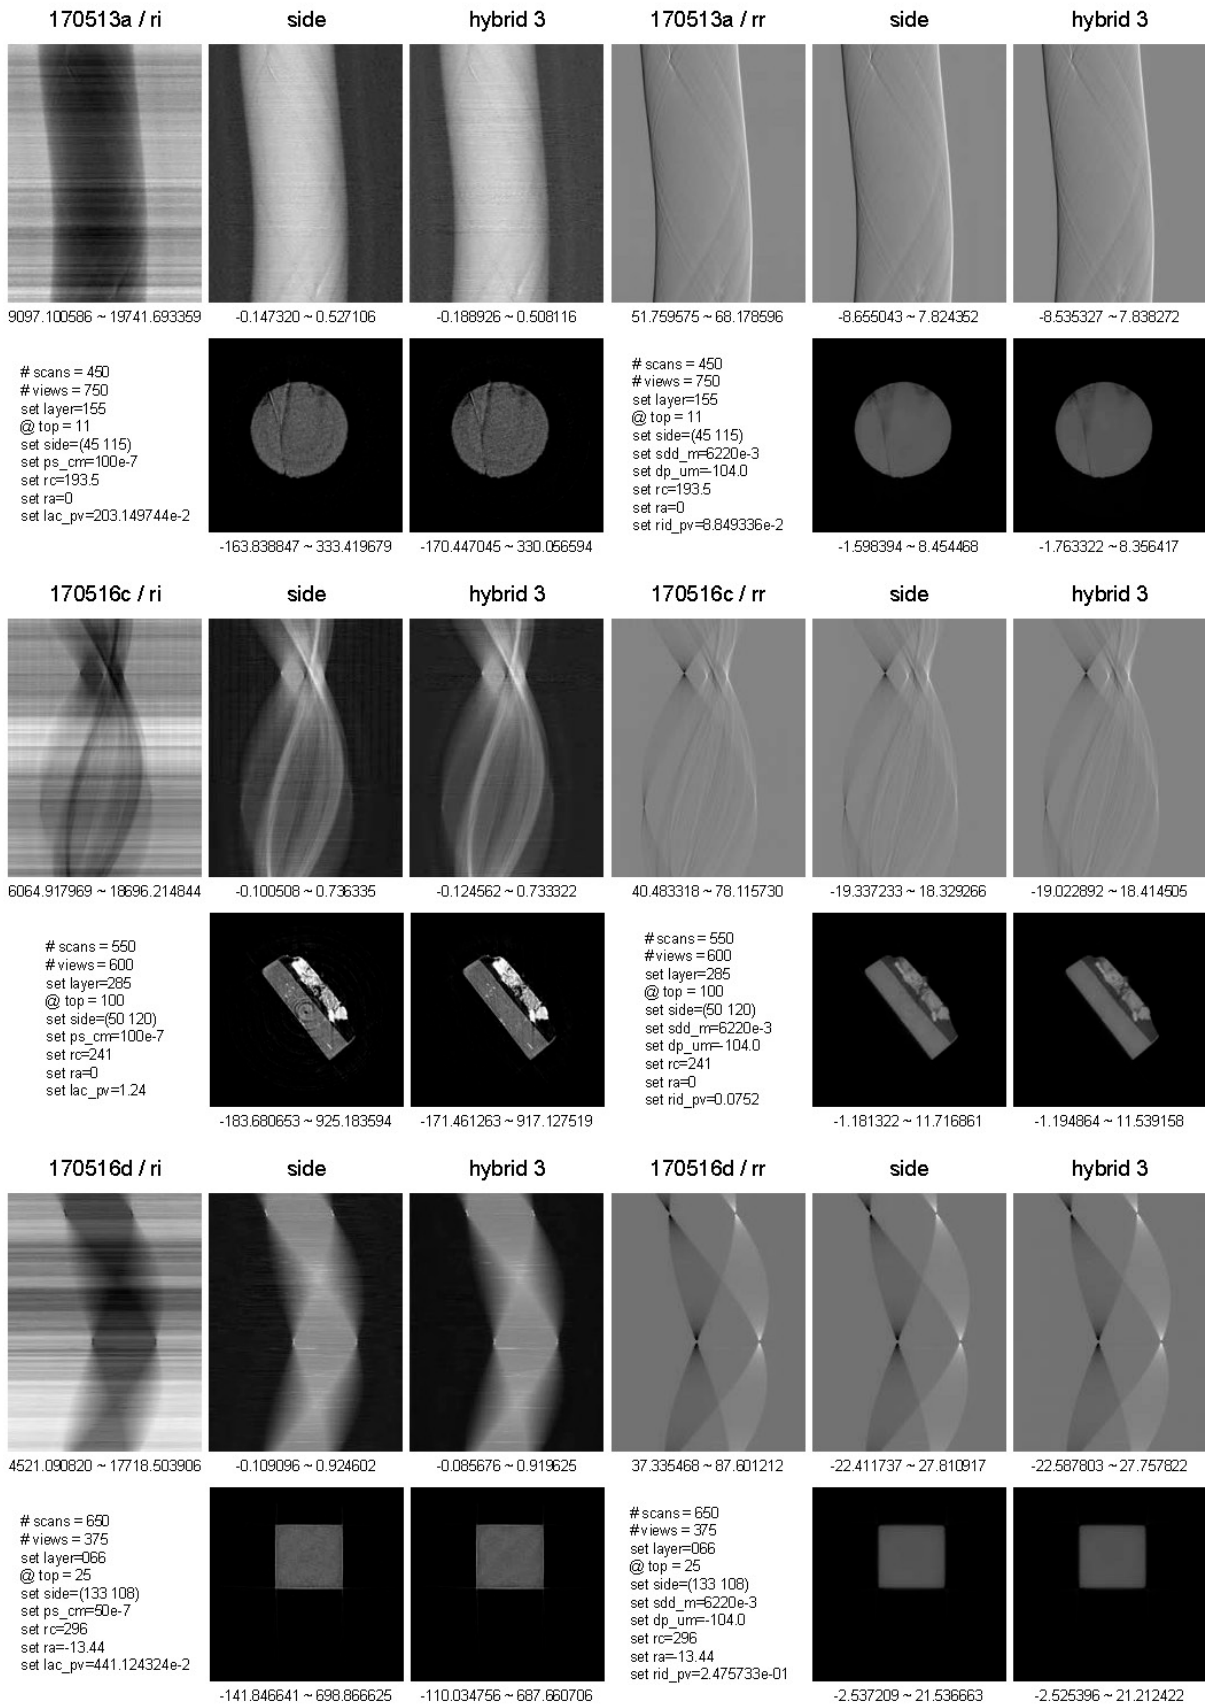 170513a / ri side hybrid 3 170513a / rr side hybrid 3
9097.100586 ~ 19741.693359 -0.147320 ~ 0.527106 -0.188926 ~ 0.508116 51.759575 ~ 68.178596 -8.655043 ~ 7.824352 -8.535327 ~ 7.838272
# scans = 450
# views = 750
set layer=155
@ top = 11
set side=(45 115)
set ps_cm=100e-7
set rc=193.5
set ra=0
set lac_pv=203.149744e-2
# scans = 450
# views = 750
set layer=155
@ top = 11
set side=(45 115)
set sdd_m=6220e-3
set dp_um=-104.0
set rc=193.5
set ra=0
set rid_pv=8.849336e-2
-163.838847 ~ 333.419679 -170.447045 ~ 330.056594 -1.598394 ~ 8.454468 -1.763322 ~ 8.356417
170516c / ri side hybrid 3 170516c / rr side hybrid 3
6064.917969 ~ 18696.214844 -0.100508 ~ 0.736335 -0.124562 ~ 0.733322 40.483318 ~ 78.115730 -19.337233 ~ 18.329266 -19.022892 ~ 18.414505
# scans = 550
# views = 600
set layer=285
@ top = 100
set side=(50 120)
set ps_cm=100e-7
set rc=241
set ra=0
set lac_pv=1.24
# scans = 550
# views = 600
set layer=285
@ top = 100
set side=(50 120)
set sdd_m=6220e-3
set dp_um=-104.0
set rc=241
set ra=0
set rid_pv=0.0752
-183.680653 ~ 925.183594 -171.461263 ~ 917.127519 -1.181322 ~ 11.716861 -1.194864 ~ 11.539158
170516d / ri side hybrid 3 170516d / rr side hybrid 3
4521.090820 ~ 17718.503906 -0.109096 ~ 0.924602 -0.085676 ~ 0.919625 37.335468 ~ 87.601212 -22.411737 ~ 27.810917 -22.587803 ~ 27.757822
# scans = 650
# views = 375
set layer=066
@ top = 25
set side=(133 108)
set ps_cm=50e-7
set rc=296
set ra=-13.44
set lac_pv=441.124324e-2
# scans = 650
# views = 375
set layer=066
@ top = 25
set side=(133 108)
set sdd_m=6220e-3
set dp_um=-104.0
set rc=296
set ra=-13.44
set rid_pv=2.475733e-01
-141.846641 ~ 698.866625 -110.034756 ~ 687.660706 -2.537209 ~ 21.536663 -2.525396 ~ 21.212422